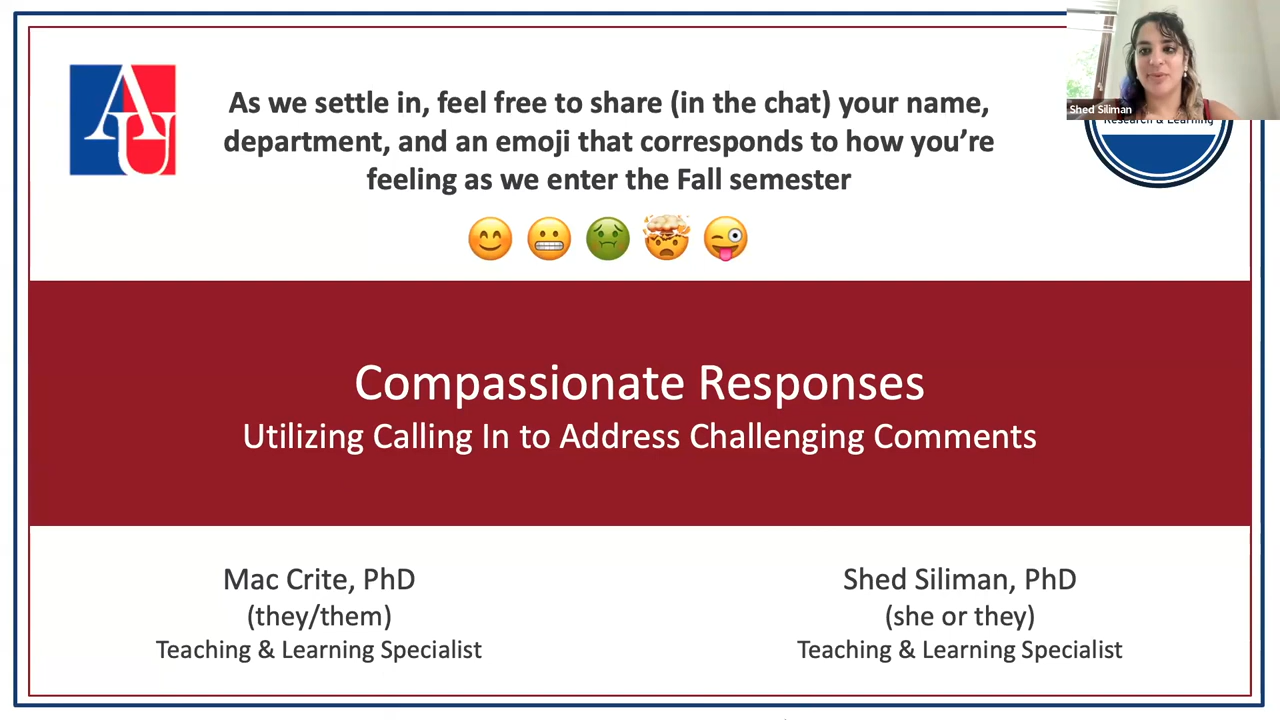 AU
As we settle in, feel free to share (in the chat) your name,
department, and an emoji that corresponds to how you’re
feeling as we enter the Fall semester
Shed Siliman
Research & Learning
Compassionate Responses
Utilizing Calling In to Address Challenging Comments
Mac Crite, PhD
(they/them)
Teaching & Learning Specialist
Shed Siliman, PhD
(she or they)
Teaching & Learning Specialist